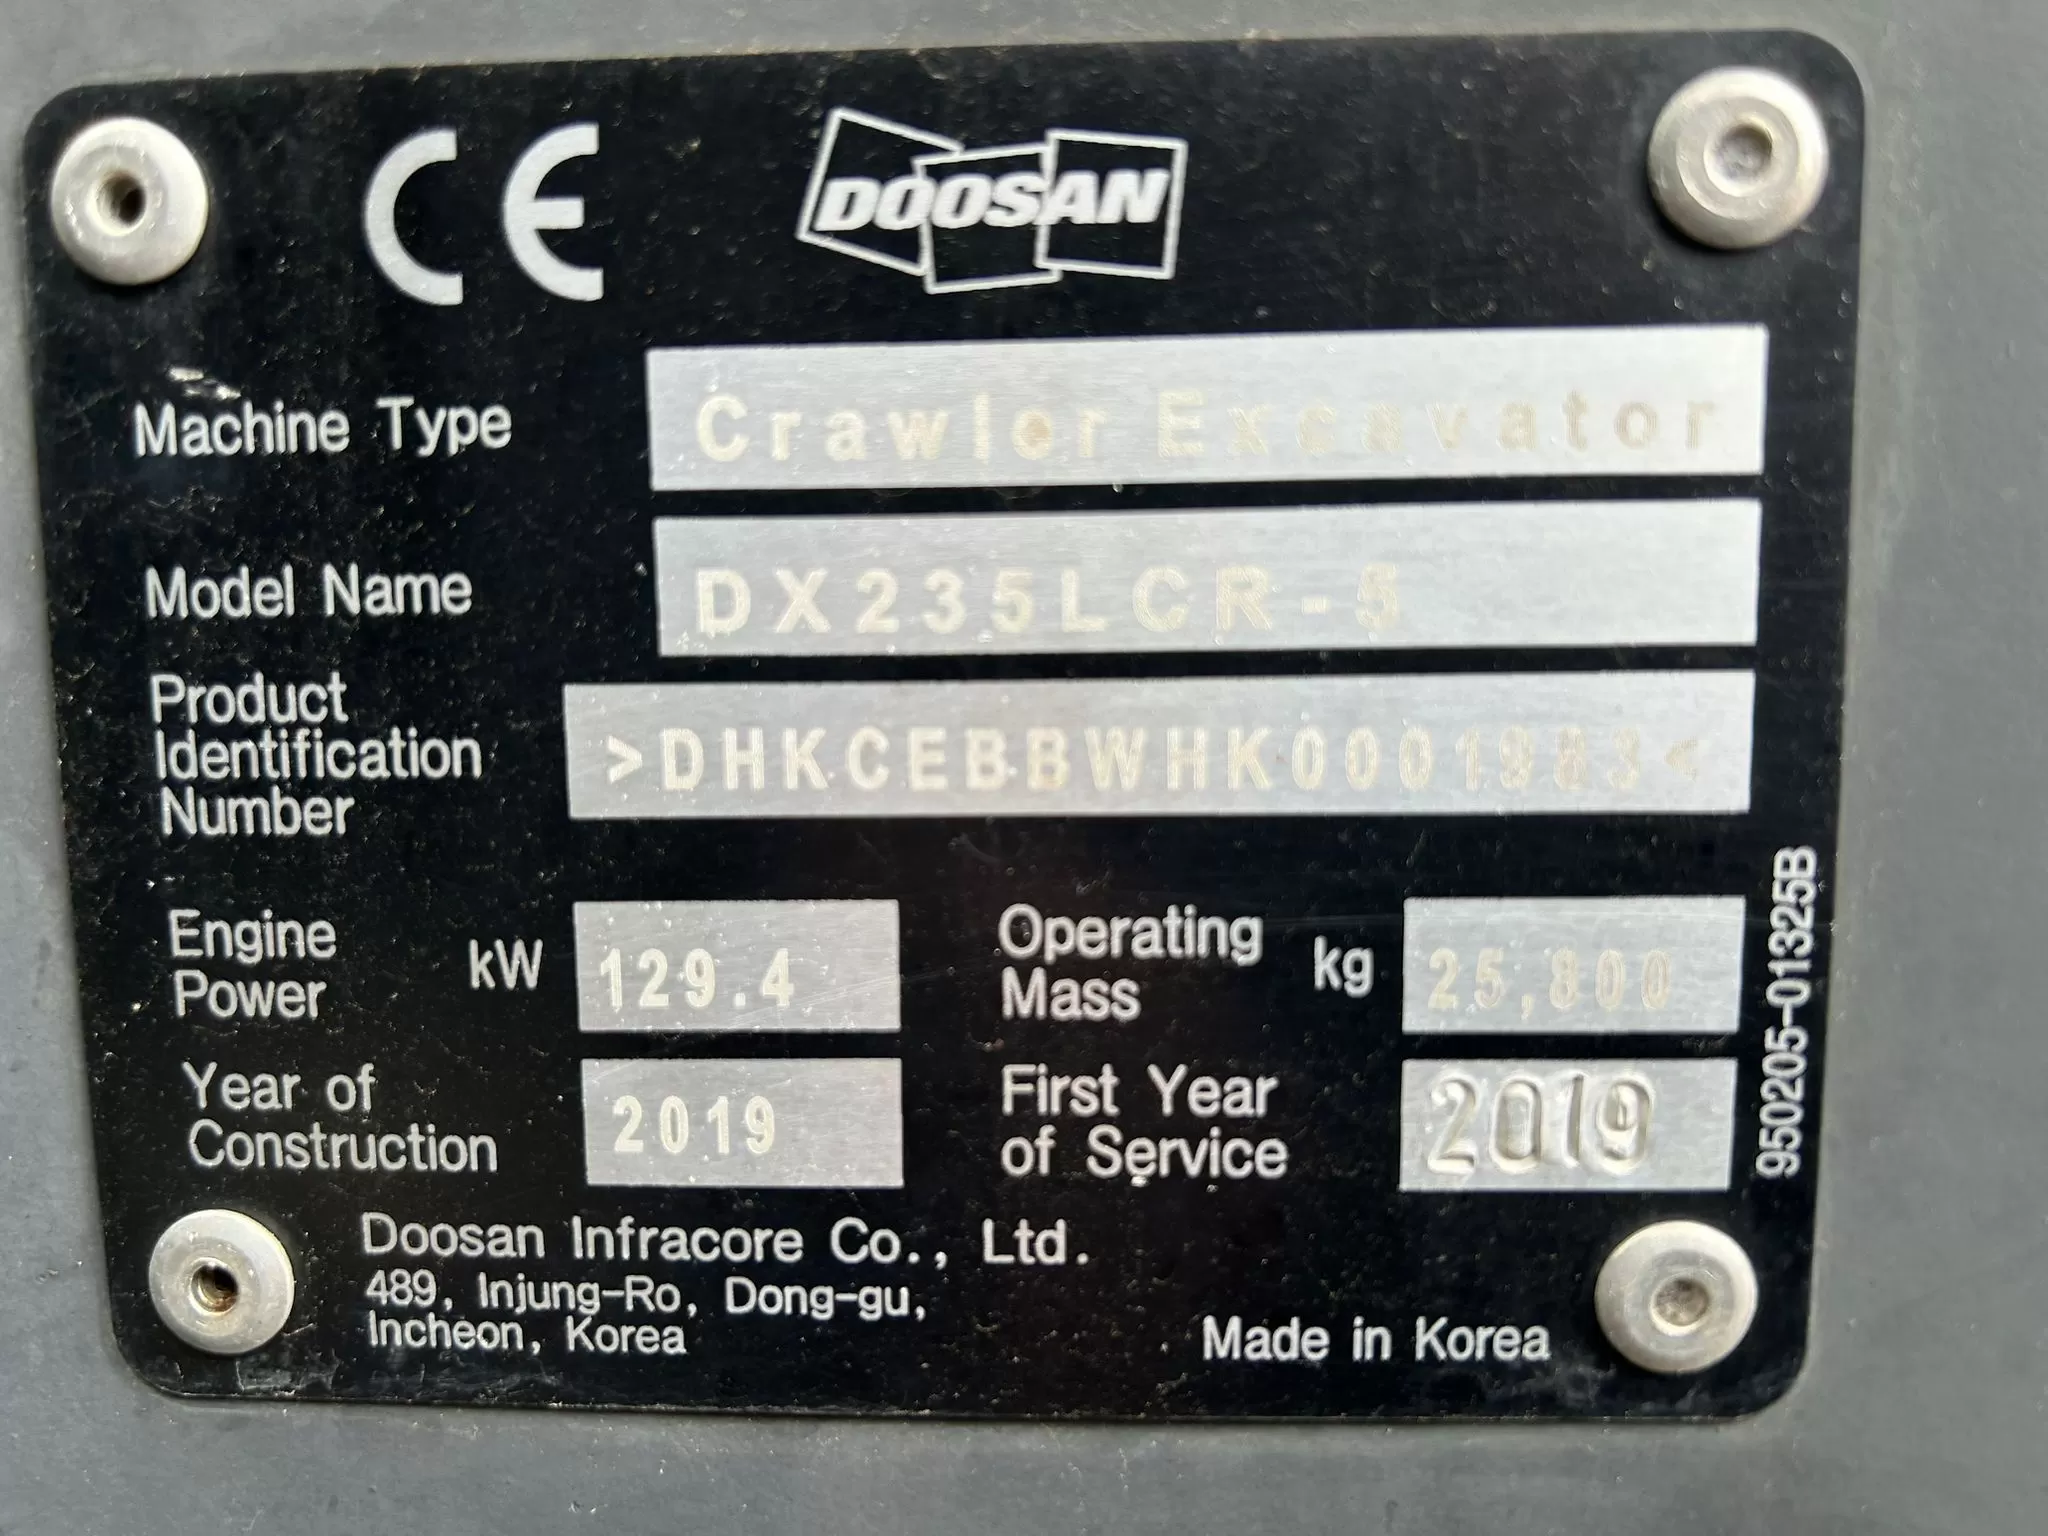 CE DOOSAN
Machine Type Crawler Excavator
Model Name DX235LCR-5
Product
Identification
Number
Engine
Power kW 129.4
Operating
Mass kg 25,800
Year of
Construction 2019
First Year
of Service 2019
950205-01325B
Doosan Infracore Co., Ltd.
489, Injung-Ro, Dong-gu,
Incheon, Korea
Made in Korea